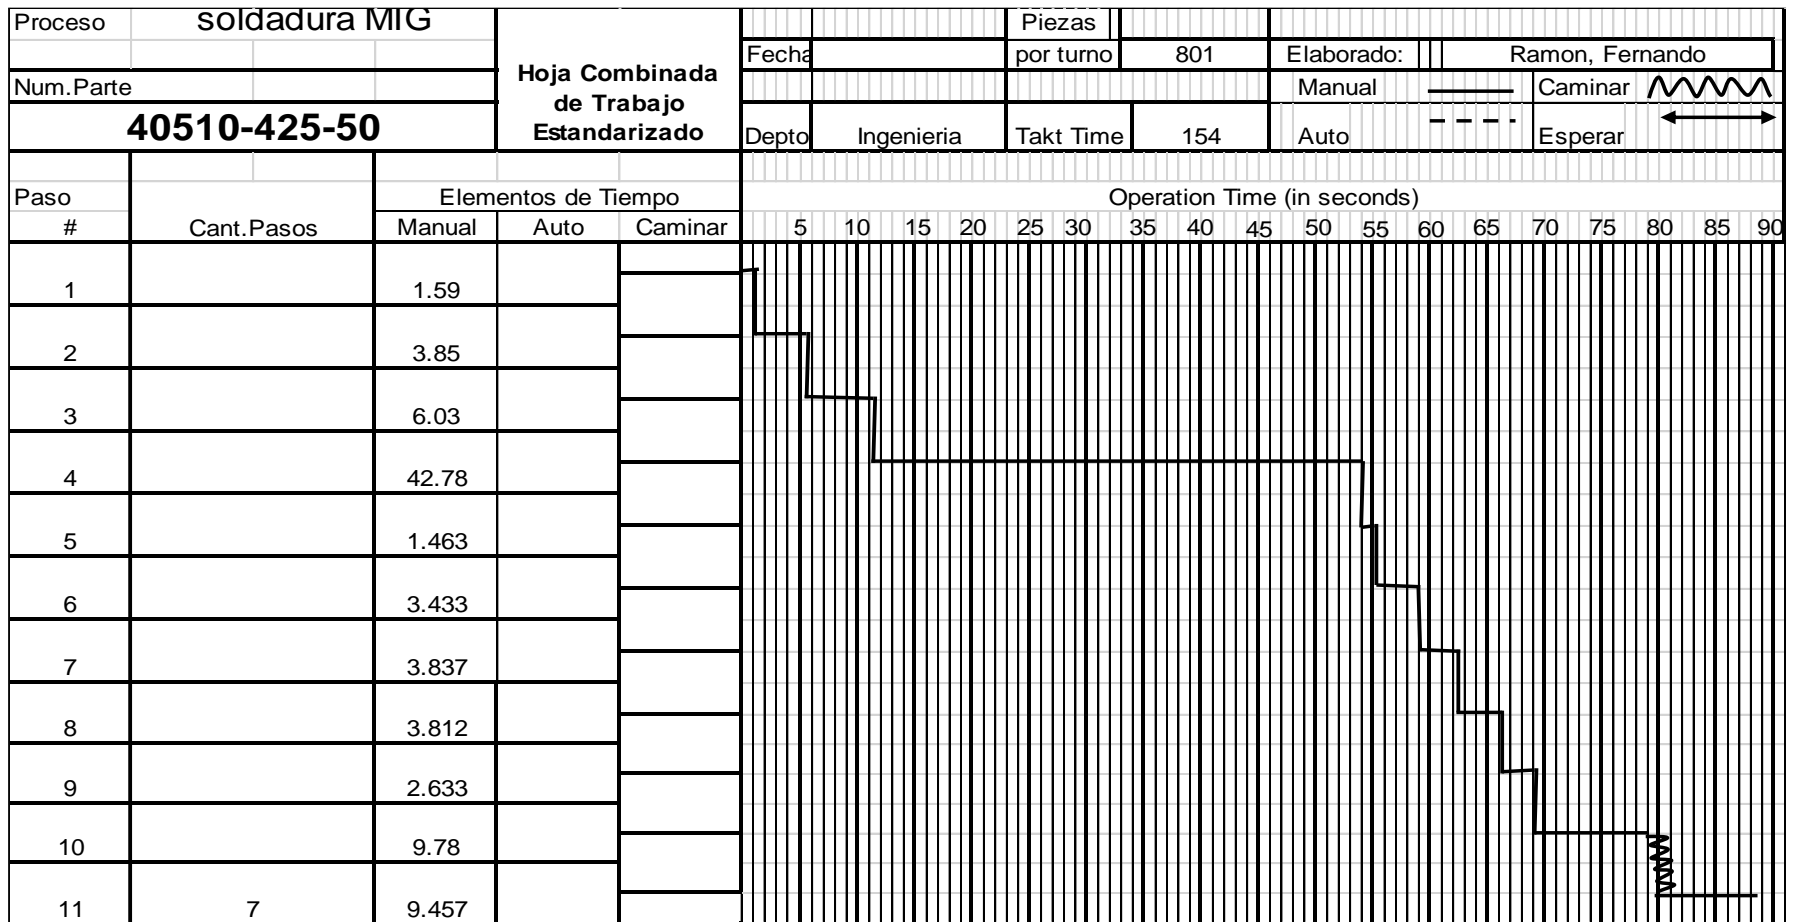 Proceso soldadura MIG Piezas
Fecha por turno 801 Elaborado: Ramon, Fernando
Num.Parte Hoja Combinada Manual Caminar
de Trabajo
40510-425-50 Estandarizado Depto Ingenieria Takt Time 154 Auto Esperar
Paso Elementos de Tiempo Operation Time (in seconds)
# Cant.Pasos Manual Auto Caminar 5 10 15 20 25 30 35 40 45 50 55 60 65 70 75 80 85 90
1 1.59
2 3.85
3 6.03
4 42.78
5 1.463
6 3.433
7 3.837
8 3.812
9 2.633
10 9.78
11 7 9.457